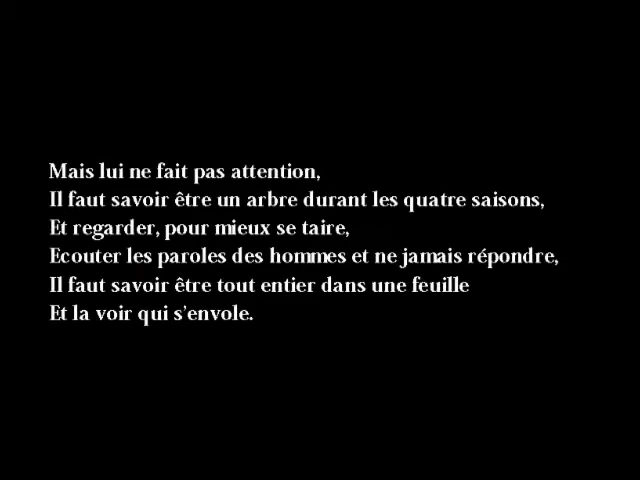 Mais lui ne fait pas attention,
Il faut savoir être un arbre durant les quatre saisons,
Et regarder, pour mieux se taire,
Ecouter les paroles des hommes et ne jamais répondre,
Il faut savoir être tout entier dans une feuille
Et la voir qui s'envole.